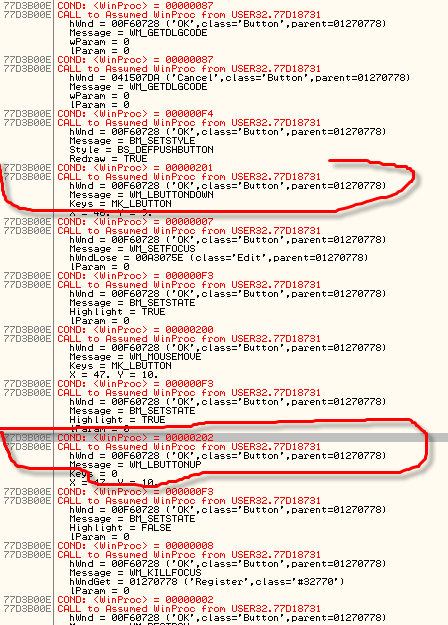 77D3B00E COND: <WinProc> = 00000087
77D3B00E CALL to Assumed WinProc from USER32.77D18731
hWnd = 00F60728 ('OK',class='Button',parent=01270778)
Message = WM_GETDLGCODE
wParam = 0
lParam = 0
77D3B00E COND: <WinProc> = 00000087
77D3B00E CALL to Assumed WinProc from USER32.77D18731
hWnd = 041507DA ('Cancel',class='Button',parent=01270778)
Message = WM_GETDLGCODE
wParam = 0
lParam = 0
77D3B00E COND: <WinProc> = 000000F4
77D3B00E CALL to Assumed WinProc from USER32.77D18731
hWnd = 00F60728 ('OK',class='Button',parent=01270778)
Message = BM_SETSTYLE
Style = BS_DEFPUSHBUTTON
Redraw = TRUE
77D3B00E COND: <WinProc> = 00000201
77D3B00E CALL to Assumed WinProc from USER32.77D18731
hWnd = 00F60728 ('OK',class='Button',parent=01270778)
Message = WM_LBUTTONDOWN
Keys = MK_LBUTTON
77D3B00E COND: <WinProc> = 00000007
77D3B00E CALL to Assumed WinProc from USER32.77D18731
hWnd = 00F60728 ('OK',class='Button',parent=01270778)
Message = WM_SETFOCUS
hWndLose = 00A3075E (class='Edit',parent=01270778)
lParam = 0
77D3B00E COND: <WinProc> = 000000F3
77D3B00E CALL to Assumed WinProc from USER32.77D18731
hWnd = 00F60728 ('OK',class='Button',parent=01270778)
Message = BM_SETSTATE
Highlight = TRUE
lParam = 0
77D3B00E COND: <WinProc> = 00000200
77D3B00E CALL to Assumed WinProc from USER32.77D18731
hWnd = 00F60728 ('OK',class='Button',parent=01270778)
Message = WM_MOUSEMOVE
Keys = MK_LBUTTON
X = 47. Y = 10.
77D3B00E COND: <WinProc> = 000000F3
77D3B00E CALL to Assumed WinProc from USER32.77D18731
hWnd = 00F60728 ('OK',class='Button',parent=01270778)
Message = BM_SETSTATE
Highlight = TRUE
lParam = 0
77D3B00E COND: <WinProc> = 00000202
77D3B00E CALL to Assumed WinProc from USER32.77D18731
hWnd = 00F60728 ('OK',class='Button',parent=01270778)
Message = WM_LBUTTONUP
Keys = 0
X = 47. Y = 10.
77D3B00E COND: <WinProc> = 000000F3
77D3B00E CALL to Assumed WinProc from USER32.77D18731
hWnd = 00F60728 ('OK',class='Button',parent=01270778)
Message = BM_SETSTATE
Highlight = FALSE
lParam = 0
77D3B00E COND: <WinProc> = 00000008
77D3B00E CALL to Assumed WinProc from USER32.77D18731
hWnd = 00F60728 ('OK',class='Button',parent=01270778)
Message = WM_KILLFOCUS
hWndGet = 01270778 ('Register',class='#32770')
lParam = 0
77D3B00E COND: <WinProc> = 00000002
77D3B00E CALL to Assumed WinProc from USER32.77D18731
hWnd = 00F60728 ('OK',class='Button',parent=01270778)